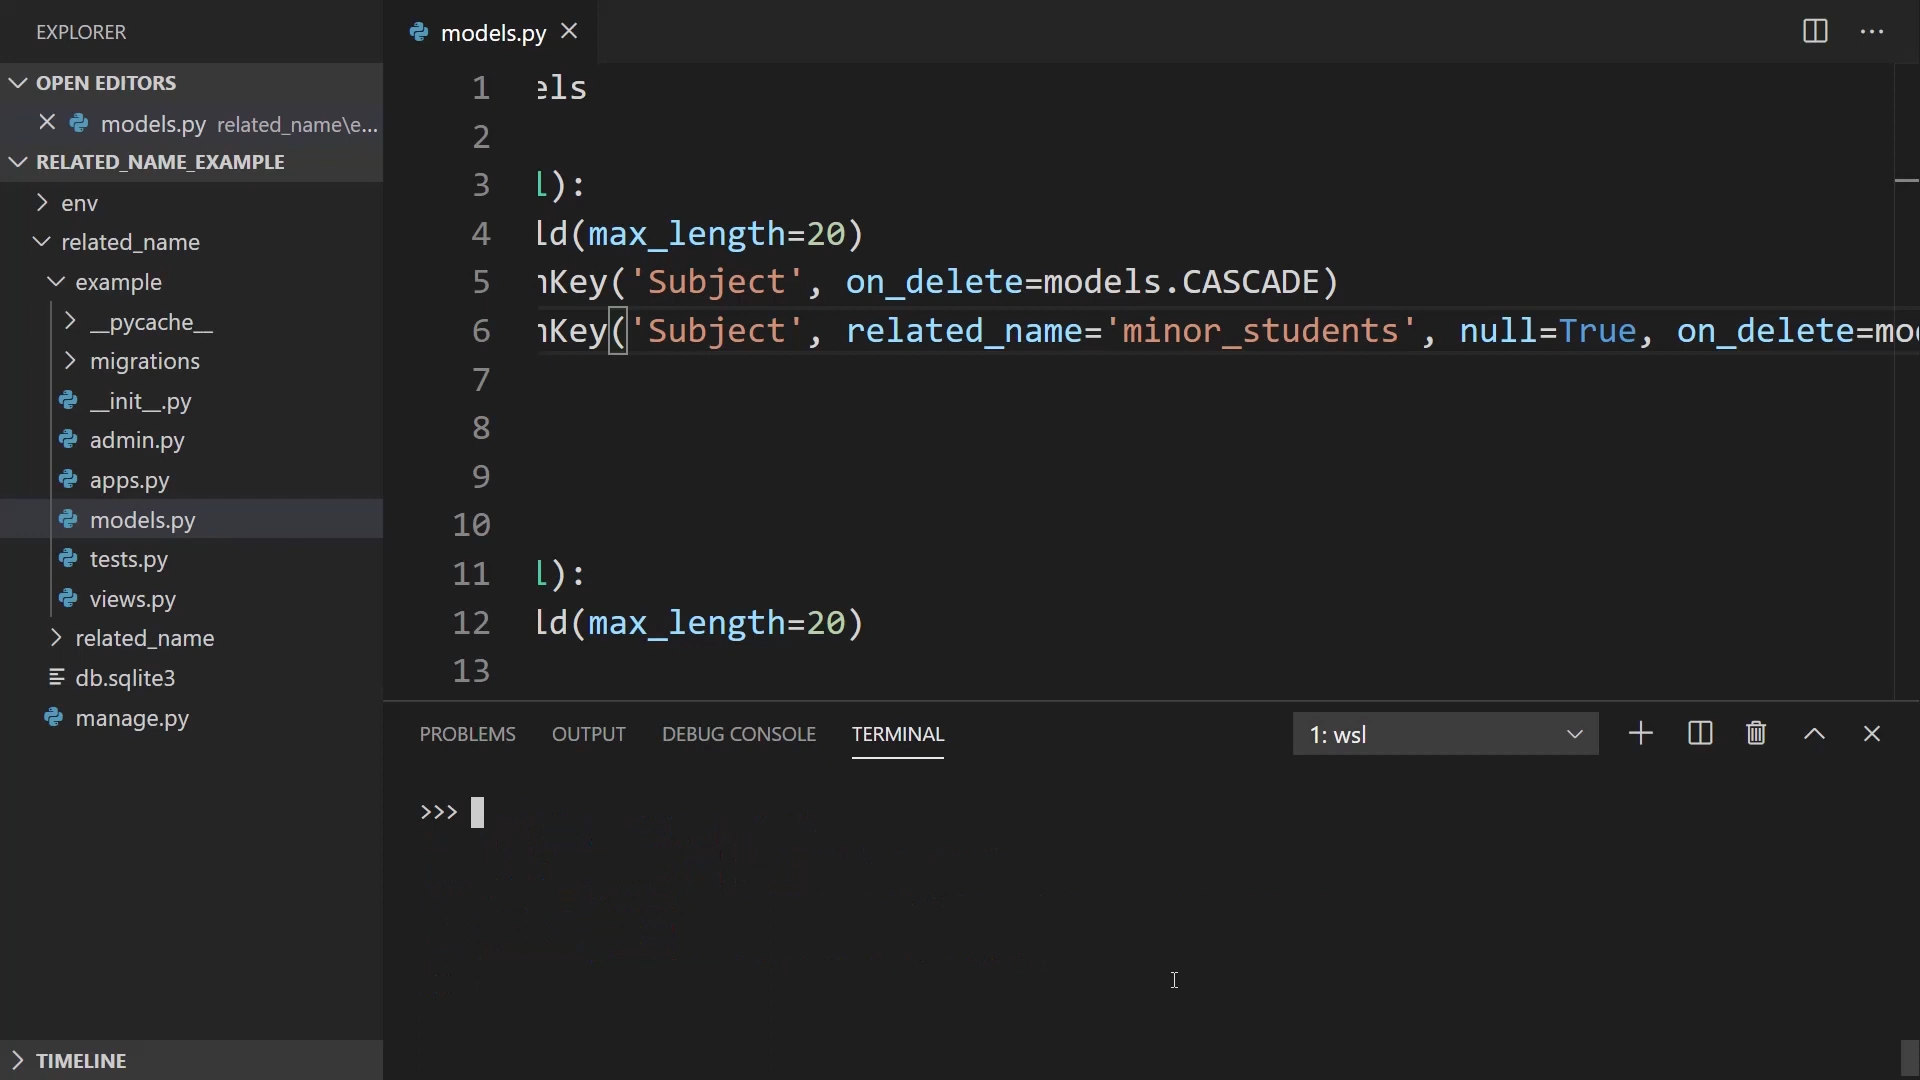 EXPLORER
OPEN EDITORS
models.py related_name\e...
RELATED_NAME_EXAMPLE
env
related_name
example
__pycache__
migrations
__init__.py
admin.py
apps.py
models.py
tests.py
views.py
related_name
db.sqlite3
manage.py
TIMELINE
models.py
1 els
2
3 l):
4 ld(max_length=20)
5 nKey('Subject', on_delete=models.CASCADE)
6 nKey('Subject', related_name='minor_students', null=True, on_delete=mod
7
8
9
10
11 l):
12 ld(max_length=20)
13
PROBLEMS OUTPUT DEBUG CONSOLE TERMINAL 1: wsl
>>>